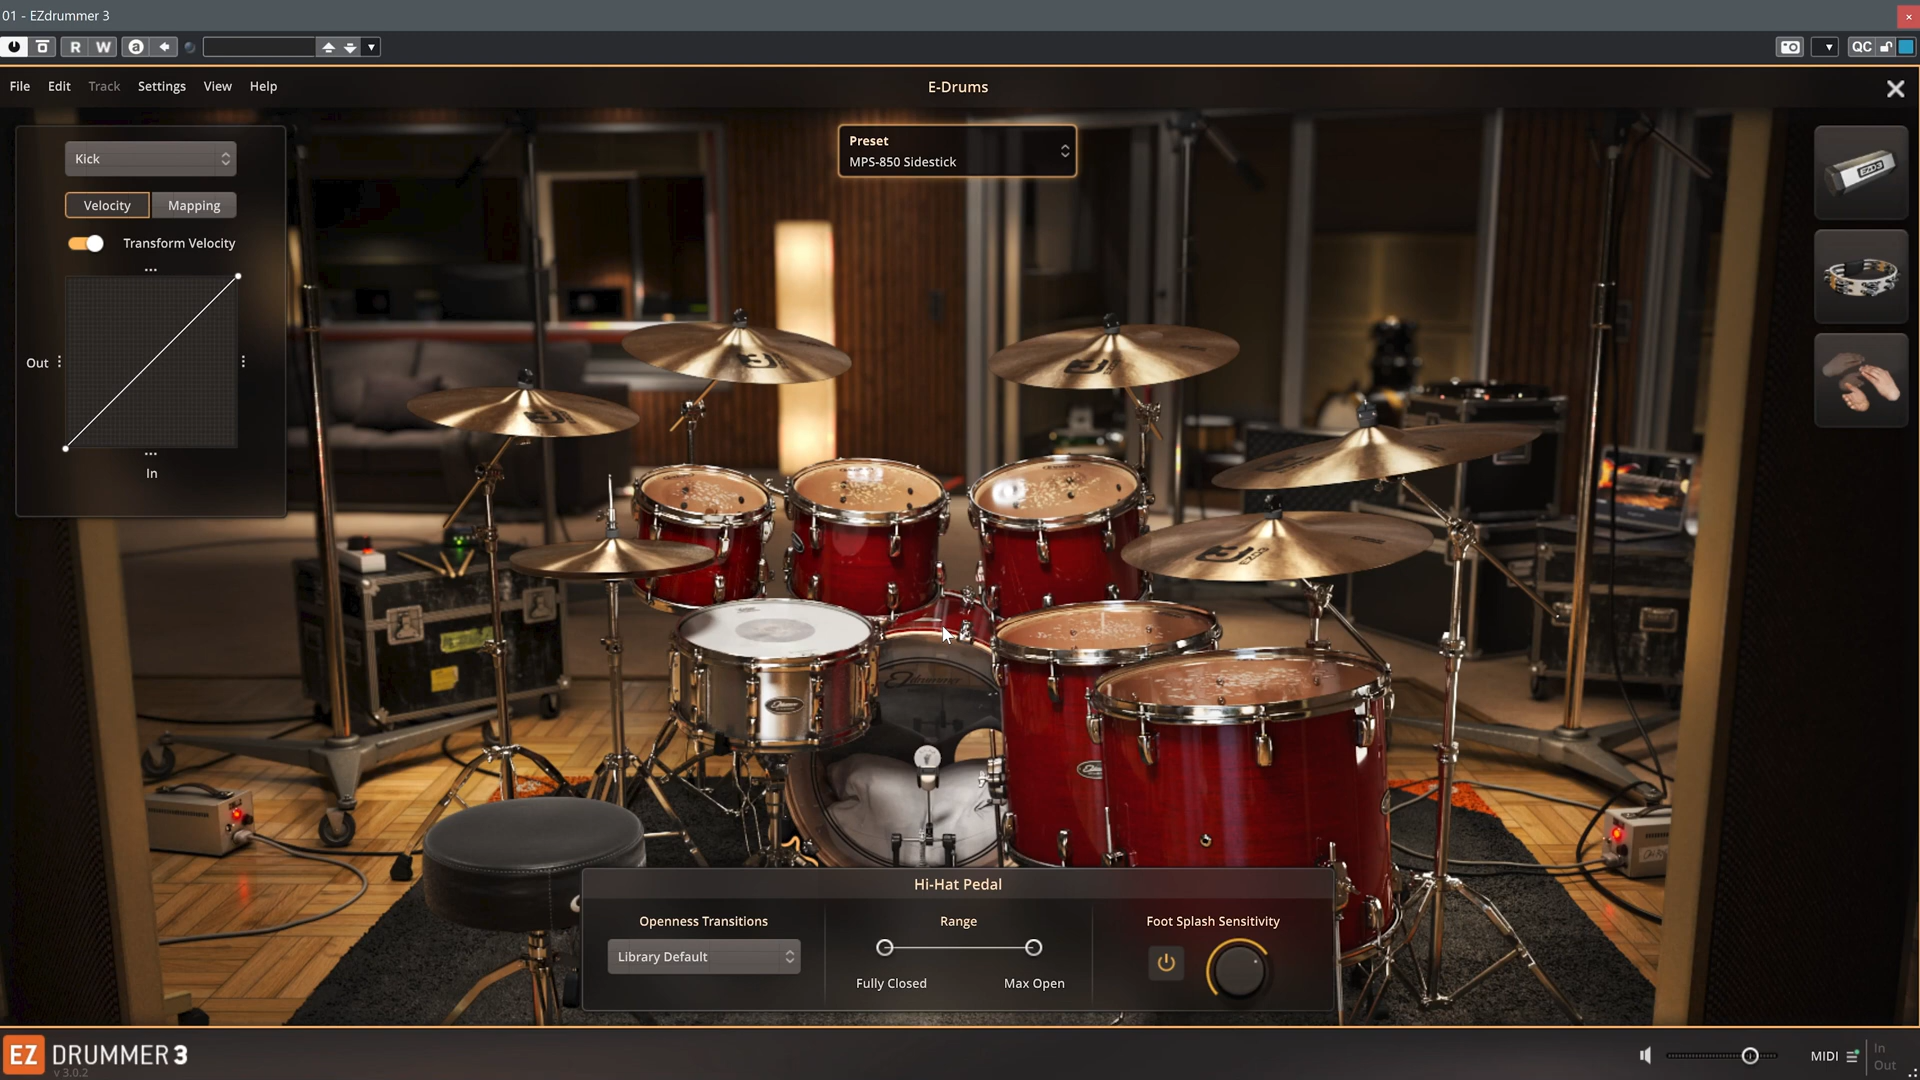 01 - EZdrummer 3
R W
a
QC
File Edit Track Settings View Help
E-Drums
Preset
MPS-850 Sidestick
Kick
Velocity Mapping
Transform Velocity
Out
In
EZD3
Hi-Hat Pedal
Openness Transitions
Library Default
Range
Fully Closed Max Open
Foot Splash Sensitivity
EZ DRUMMER 3
v 3.0.2
MIDI
In
Out